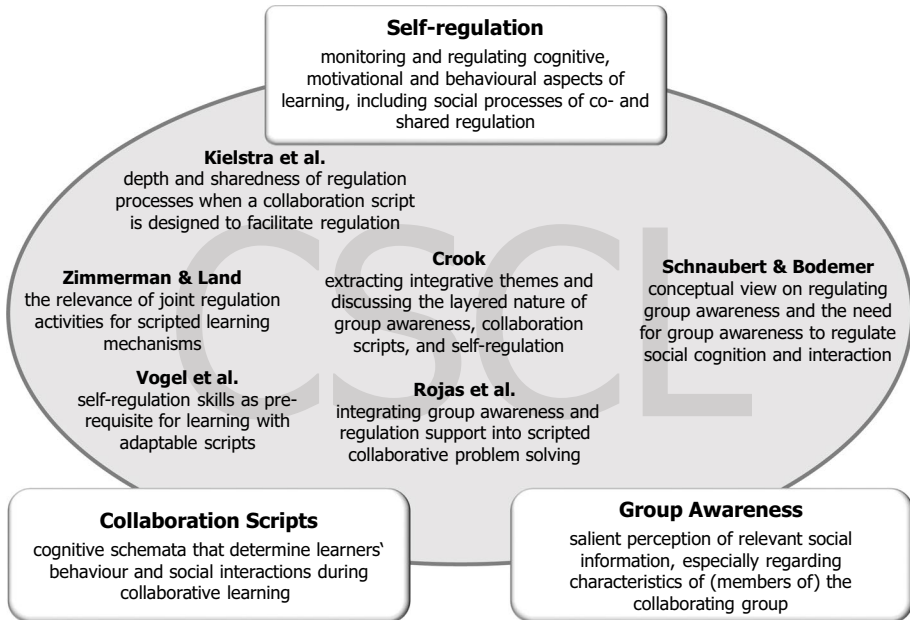 Self-regulation
monitoring and regulating cognitive,
motivational and behavioural aspects of
learning, including social processes of co- and
shared regulation
Kielstra et al.
depth and sharedness of regulation
processes when a collaboration script
is designed to facilitate regulation
Zimmerman & Land
the relevance of joint regulation
activities for scripted learning
mechanisms
Crook
extracting integrative themes and
discussing the layered nature of
group awareness, collaboration
scripts, and self-regulation
Schnaubert & Bodemer
conceptual view on regulating
group awareness and the need
for group awareness to regulate
social cognition and interaction
CSCL
Vogel et al.
self-regulation skills as pre-
requisite for learning with
adaptable scripts
Rojas et al.
integrating group awareness and
regulation support into scripted
collaborative problem solving
Collaboration Scripts
cognitive schemata that determine learners‘
behaviour and social interactions during
collaborative learning
Group Awareness
salient perception of relevant social
information, especially regarding
characteristics of (members of) the
collaborating group